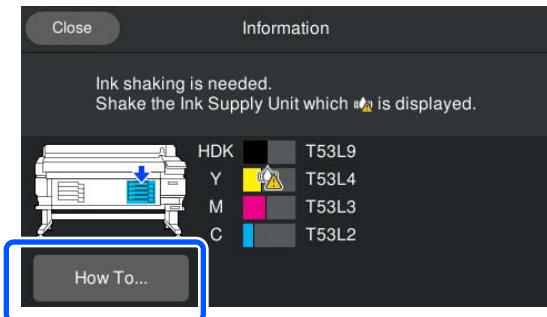 Close
Information
Ink shaking is needed.
Shake the Ink Supply Unit which is displayed.
HDK T53L9
Y T53L4
M T53L3
C T53L2
How To...